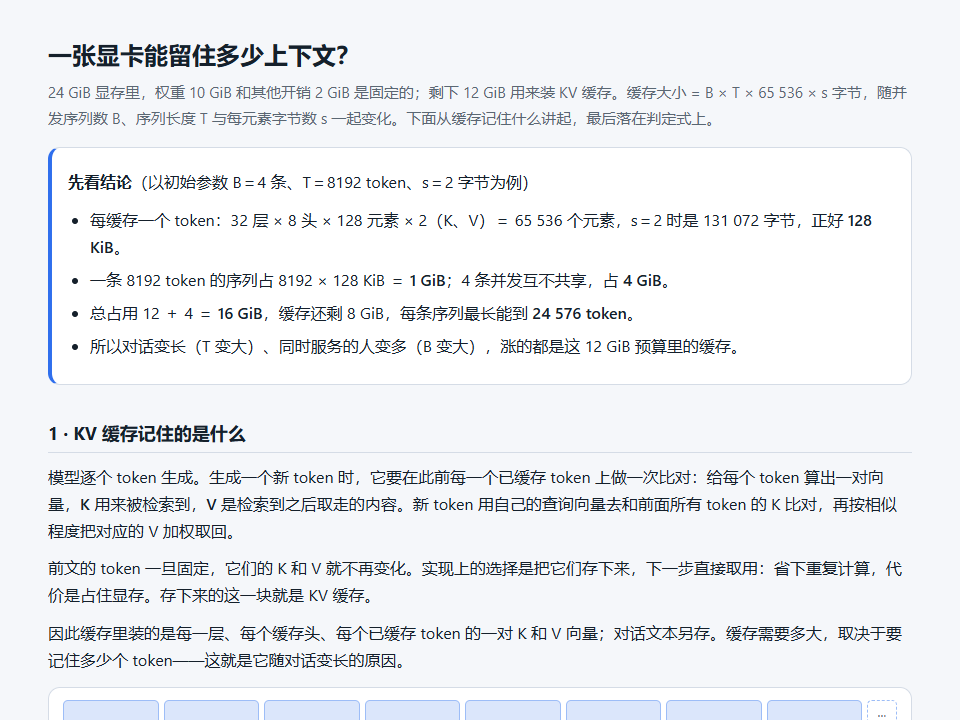 一张显卡能留住多少上下文？
24 GiB 显存里，权重 10 GiB 和其他开销 2 GiB 是固定的；剩下 12 GiB 用来装 KV 缓存。缓存大小 = B × T × 65 536 × s 字节，随并
发序列数 B、序列长度 T 与每元素字节数 s 一起变化。下面从缓存记住什么讲起，最后落在判定式上。
先看结论（以初始参数 B = 4 条、T = 8192 token、s = 2 字节为例）
• 每缓存一个 token：32 层 × 8 头 × 128 元素 × 2（K、V）= 65 536 个元素，s = 2 时是 131 072 字节，正好 128
KiB。
• 一条 8192 token 的序列占 8192 × 128 KiB = 1 GiB；4 条并发互不共享，占 4 GiB。
• 总占用 12 + 4 = 16 GiB，缓存还剩 8 GiB，每条序列最长能到 24 576 token。
• 所以对话变长（T 变大）、同时服务的人变多（B 变大），涨的都是这 12 GiB 预算里的缓存。
1 · KV 缓存记住的是什么
模型逐个 token 生成。生成一个新 token 时，它要在此前每一个已缓存 token 上做一次比对：给每个 token 算出一对向
量，K 用来被检索到，V 是检索到之后取走的内容。新 token 用自己的查询向量去和前面所有 token 的 K 比对，再按相似
程度把对应的 V 加权取回。
前文的 token 一旦固定，它们的 K 和 V 就不再变化。实现上的选择是把它们存下来，下一步直接取用：省下重复计算，代
价是占住显存。存下来的这一块就是 KV 缓存。
因此缓存里装的是每一层、每个缓存头、每个已缓存 token 的一对 K 和 V 向量；对话文本另存。缓存需要多大，取决于要
记住多少个 token——这就是它随对话变长的原因。
...